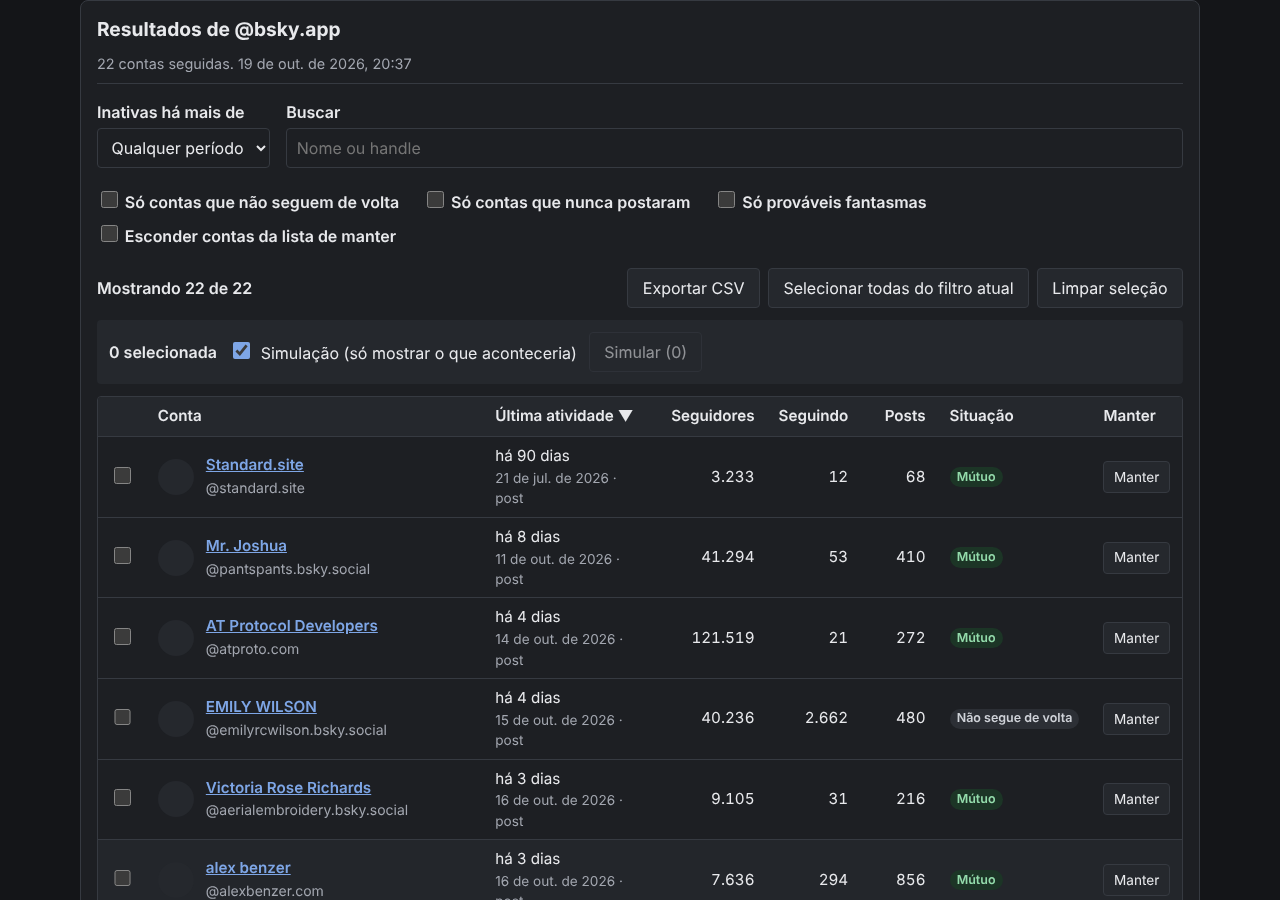 Resultados de @bsky.app
22 contas seguidas. 19 de out. de 2026, 20:37
Inativas há mais de
Buscar
Qualquer período
Nome ou handle
Só contas que não seguem de volta
Só contas que nunca postaram
Só prováveis fantasmas
Esconder contas da lista de manter
Mostrando 22 de 22
Exportar CSV
Selecionar todas do filtro atual
Limpar seleção
0 selecionada
Simulação (só mostrar o que aconteceria)
Simular (0)
Conta Última atividade ▼ Seguidores Seguindo Posts Situação Manter
Standard.site
@standard.site
há 90 dias
21 de jul. de 2026 ·
post
3.233 12 68 Mútuo Manter
Mr. Joshua
@pantspants.bsky.social
há 8 dias
11 de out. de 2026 ·
post
41.294 53 410 Mútuo Manter
AT Protocol Developers
@atproto.com
há 4 dias
14 de out. de 2026 ·
post
121.519 21 272 Mútuo Manter
EMILY WILSON
@emilyrcwilson.bsky.social
há 4 dias
15 de out. de 2026 ·
post
40.236 2.662 480 Não segue de volta Manter
Victoria Rose Richards
@aerialembroidery.bsky.social
há 3 dias
16 de out. de 2026 ·
post
9.105 31 216 Mútuo Manter
alex benzer
@alexbenzer.com
há 3 dias
16 de out. de 2026 ·
7.636 294 856 Mútuo Manter